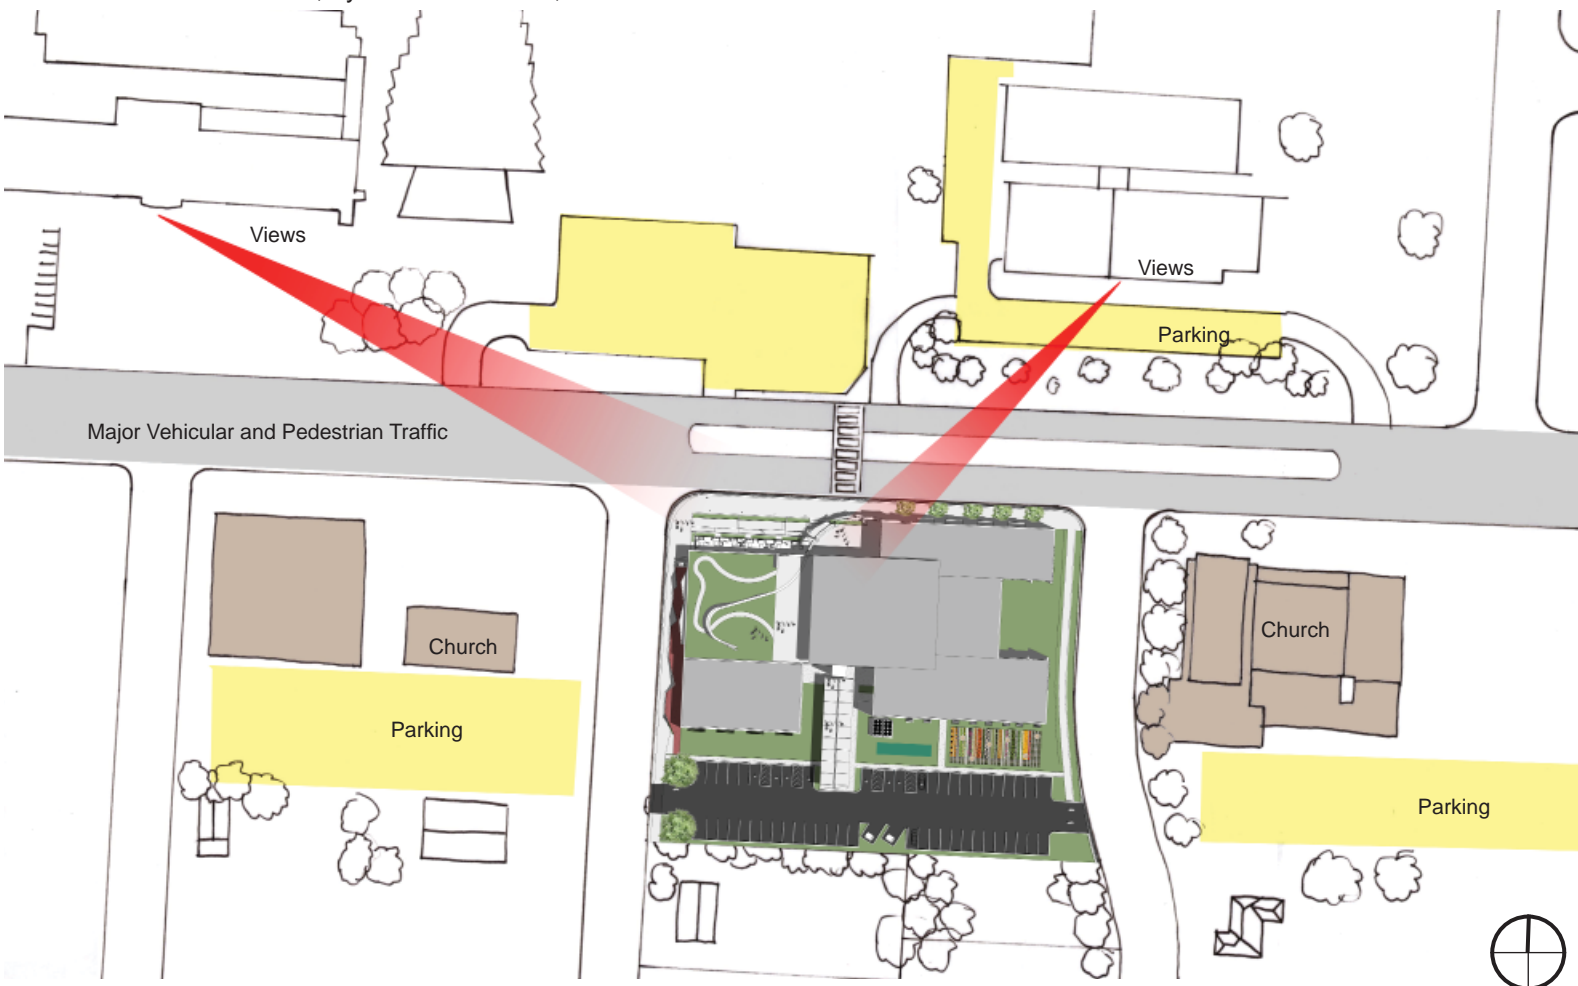 Views
Views
Parking
Major Vehicular and Pedestrian Traffic
Church
Church
Parking
Parking